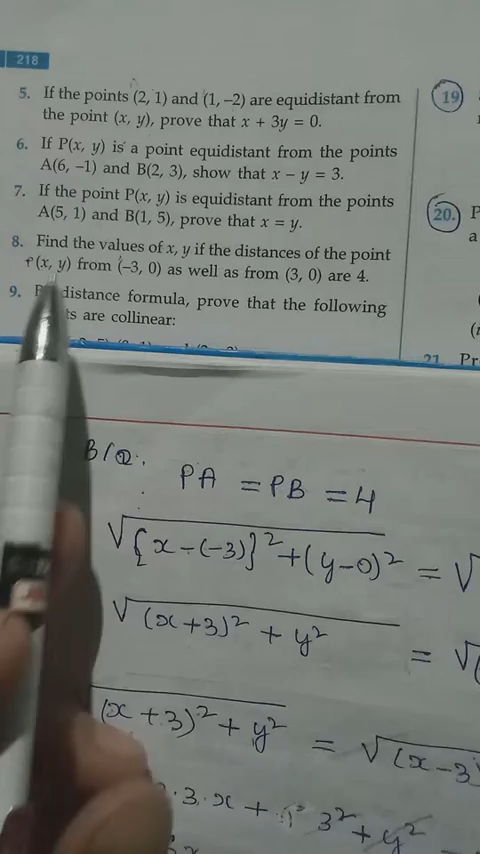 218
5. If the points (2, 1) and (1, –2) are equidistant from
the point (x, y), prove that x + 3y = 0.
6. If P(x, y) is a point equidistant from the points
A(6, –1) and B(2, 3), show that x – y = 3.
7. If the point P(x, y) is equidistant from the points
A(5, 1) and B(1, 5), prove that x = y.
8. Find the values of x, y if the distances of the point
P(x, y) from (–3, 0) as well as from (3, 0) are 4.
9. distance formula, prove that the following
are collinear:
19
20. P
a
21. Pr
B/Q.
PA = PB = 4
√{x-(-3)}²+(y-0)² = √
√(x+3)² + y² = √(
(x+3)² + y² = √(x-3
· 3 · x + 3² + y²